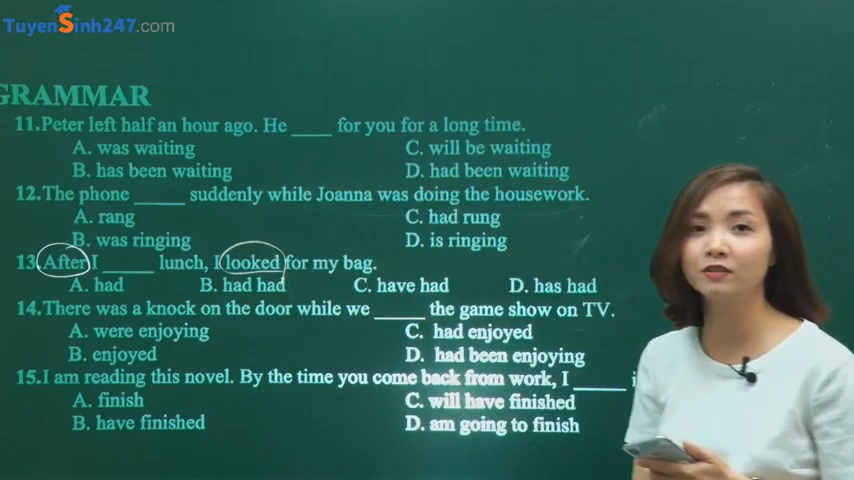 TuyenSinh247.com
GRAMMAR
11.Peter left half an hour ago. He ____ for you for a long time.
A. was waiting C. will be waiting
B. has been waiting D. had been waiting
12.The phone _____ suddenly while Joanna was doing the housework.
A. rang C. had rung
B. was ringing D. is ringing
13.After I _____ lunch, I looked for my bag.
A. had B. had had C. have had D. has had
14.There was a knock on the door while we _____ the game show on TV.
A. were enjoying C. had enjoyed
B. enjoyed D. had been enjoying
15.I am reading this novel. By the time you come back from work, I _____
A. finish C. will have finished
B. have finished D. am going to finish